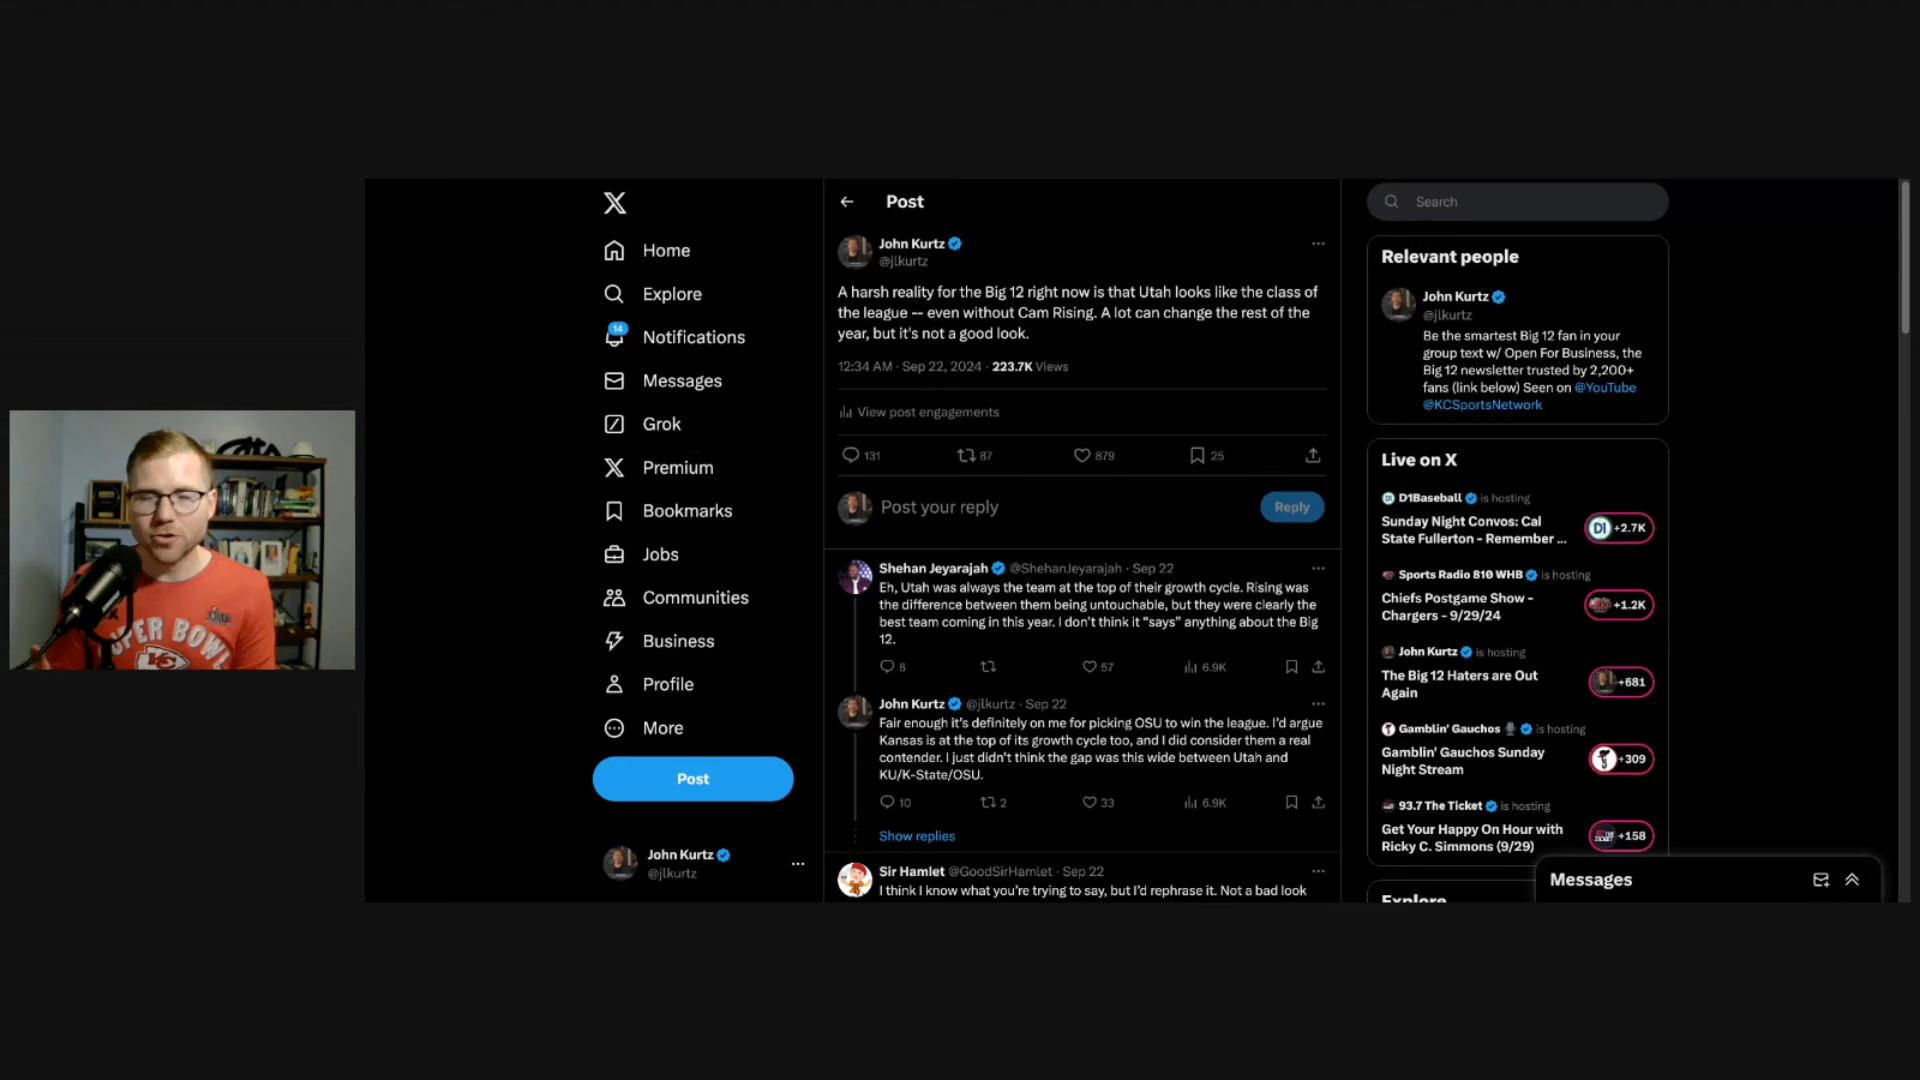 SUPER BOWL
KC
X
Home
Explore
14
Notifications
Messages
Grok
Premium
Bookmarks
Jobs
Communities
Business
Profile
More
Post
John Kurtz
@jlkurtz
Post
John Kurtz
@jlkurtz
A harsh reality for the Big 12 right now is that Utah looks like the class of
the league -- even without Cam Rising. A lot can change the rest of the
year, but it's not a good look.
12:34 AM · Sep 22, 2024 · 223.7K Views
View post engagements
131 87 879 25
Post your reply
Reply
Shehan Jeyarajah @ShehanJeyarajah · Sep 22
Eh, Utah was always the team at the top of their growth cycle. Rising was
the difference between them being untouchable, but they were clearly the
best team coming in this year. I don't think it “says” anything about the Big
12.
6 57 6.9K
John Kurtz @jlkurtz · Sep 22
Fair enough it's definitely on me for picking OSU to win the league. I'd argue
Kansas is at the top of its growth cycle too, and I did consider them a real
contender. I just didn't think the gap was this wide between Utah and
KU/K-State/OSU.
10 2 33 6.9K
Show replies
Sir Hamlet @GoodSirHamlet · Sep 22
I think I know what you're trying to say, but I'd rephrase it. Not a bad look
Search
Relevant people
John Kurtz
@jlkurtz
Be the smartest Big 12 fan in your
group text w/ Open For Business, the
Big 12 newsletter trusted by 2,200+
fans (link below) Seen on @YouTube
@KCSportsNetwork
Live on X
D1Baseball is hosting
Sunday Night Convos: Cal
State Fullerton - Remember ...
D1 +2.7K
Sports Radio 810 WHB is hosting
Chiefs Postgame Show -
Chargers - 9/29/24
+1.2K
John Kurtz is hosting
The Big 12 Haters are Out
Again
+681
Gamblin' Gauchos is hosting
Gamblin' Gauchos Sunday
Night Stream
+309
93.7 The Ticket is hosting
Get Your Happy On Hour with
Ricky C. Simmons (9/29)
+158
Messages
Explore